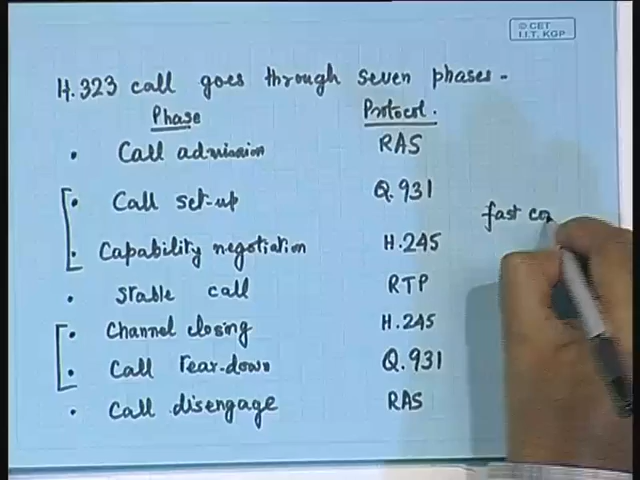 © CET
I.I.T. KGP
H.323 call goes through seven phases -
Phase Protocol.
• Call admission RAS
• Call set-up Q.931
fast co
• Capability negotiation H.245
• Stable call RTP
• Channel closing H.245
• Call tear-down Q.931
• Call disengage RAS